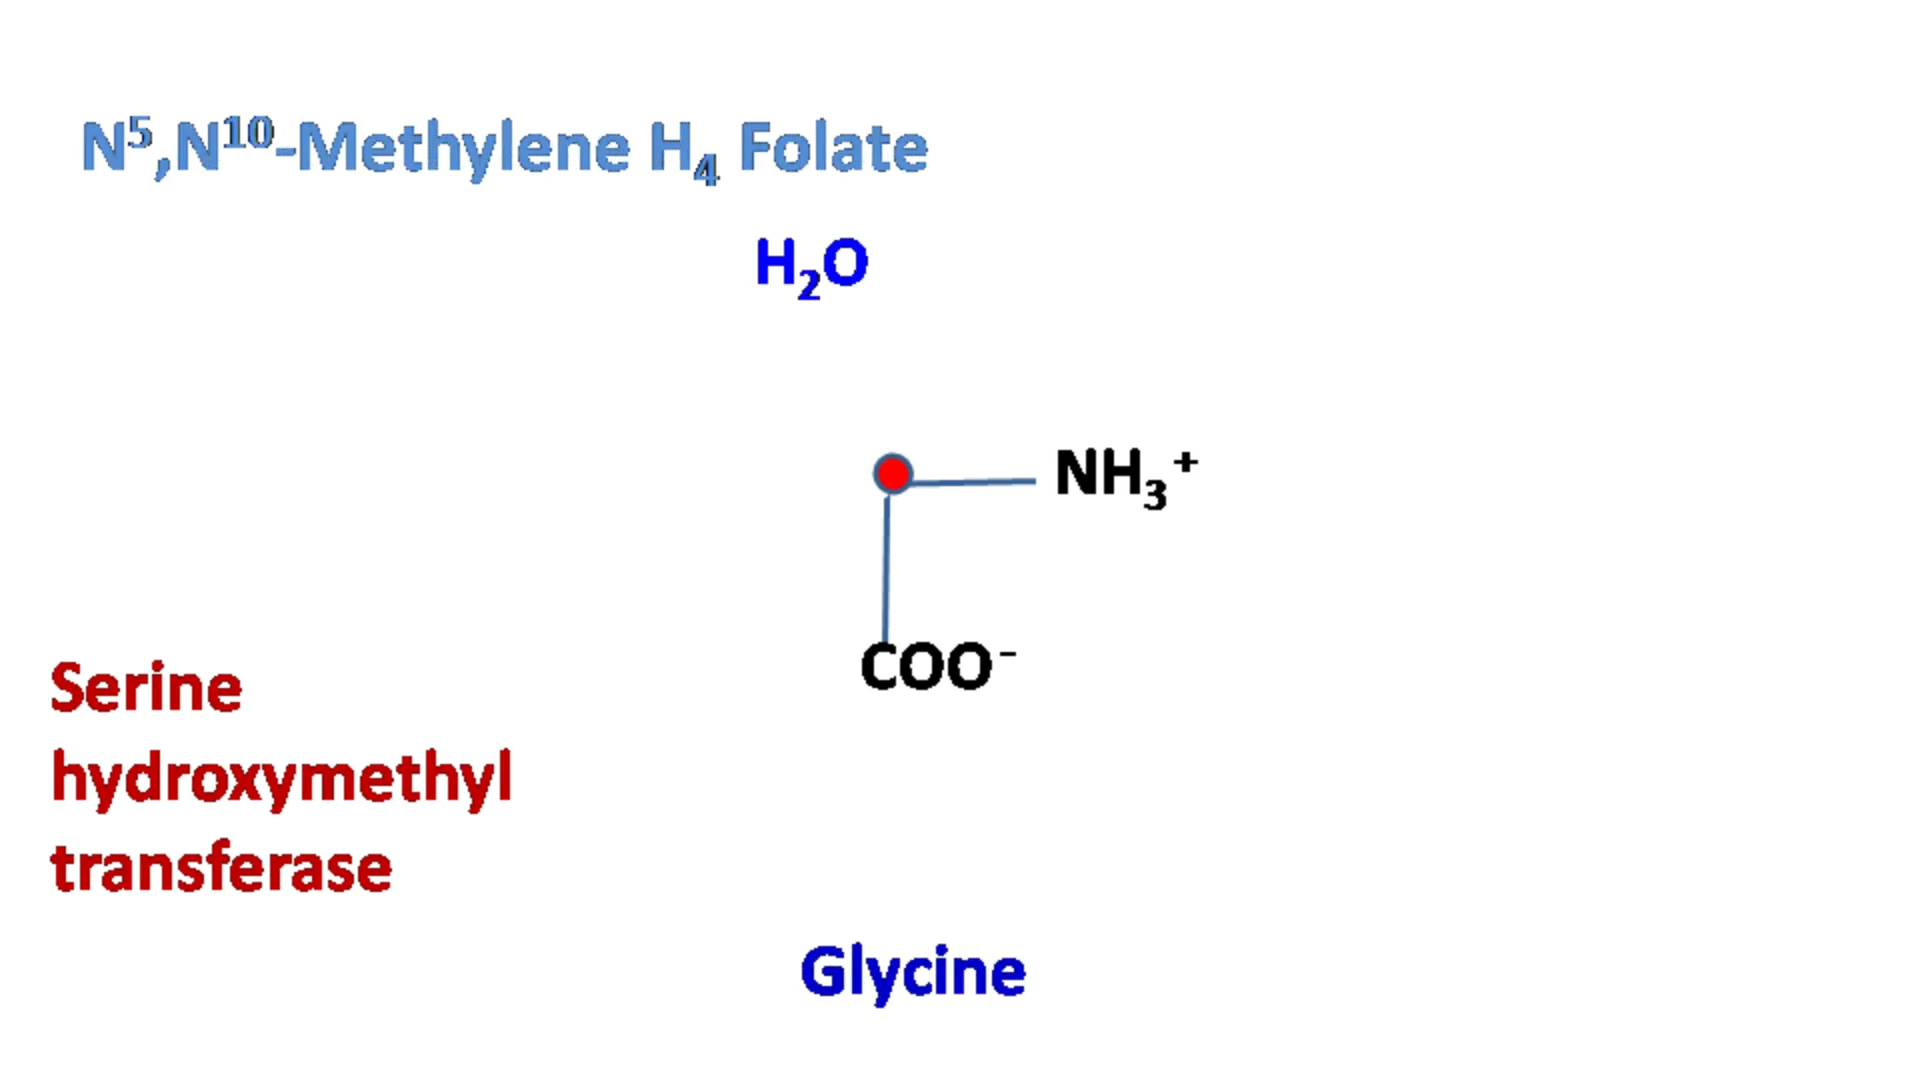 N⁵,N¹⁰-Methylene H₄ Folate
H₂O
NH₃⁺
COO⁻
Serine
hydroxymethyl
transferase
Glycine